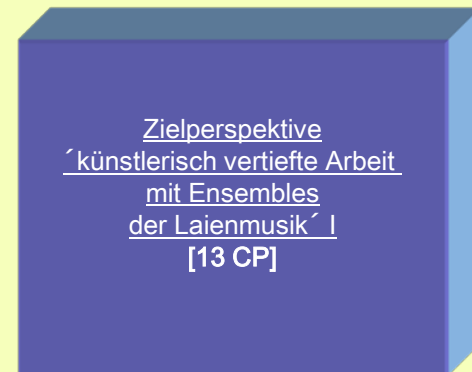 Zielperspektive
´künstlerisch vertiefte Arbeit
mit Ensembles
der Laienmusik´ I
[13 CP]